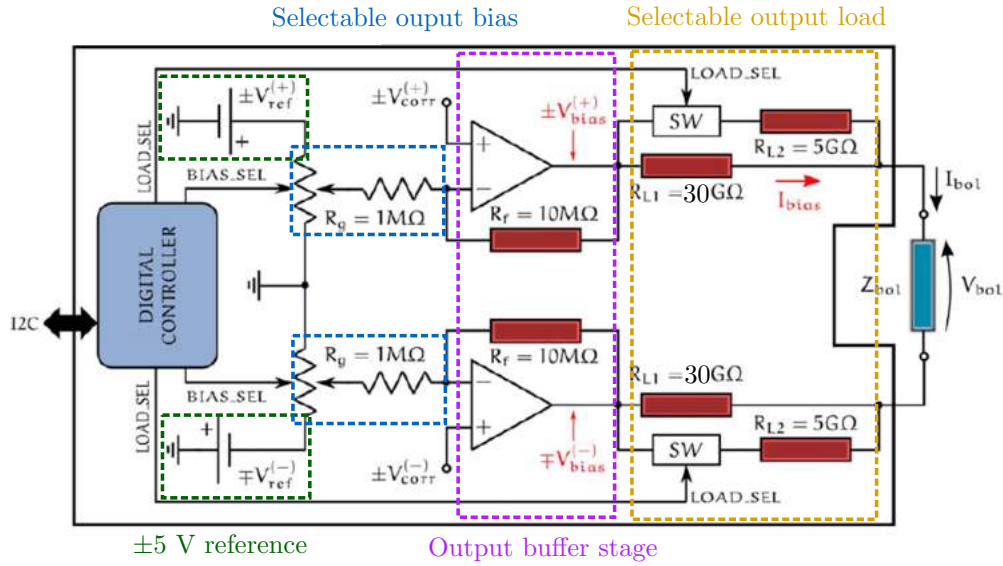 Selectable ouput bias
Selectable output load
LOAD_SEL
±V_ref^(+)
+
±V_corr^(+)
±V_bias^(+)
LOAD_SEL
SW
R_L2 = 5GΩ
BIAS_SEL
+
−
R_g = 1MΩ
R_f = 10MΩ
R_L1 = 30GΩ
I_bias
I_bol
DIGITAL CONTROLLER
I2C
Z_bol
V_bol
R_g = 1MΩ
R_f = 10MΩ
R_L1 = 30GΩ
BIAS_SEL
−
+
LOAD_SEL
+
∓V_ref^(−)
±V_corr^(−)
∓V_bias^(−)
SW
R_L2 = 5GΩ
LOAD_SEL
±5 V reference
Output buffer stage